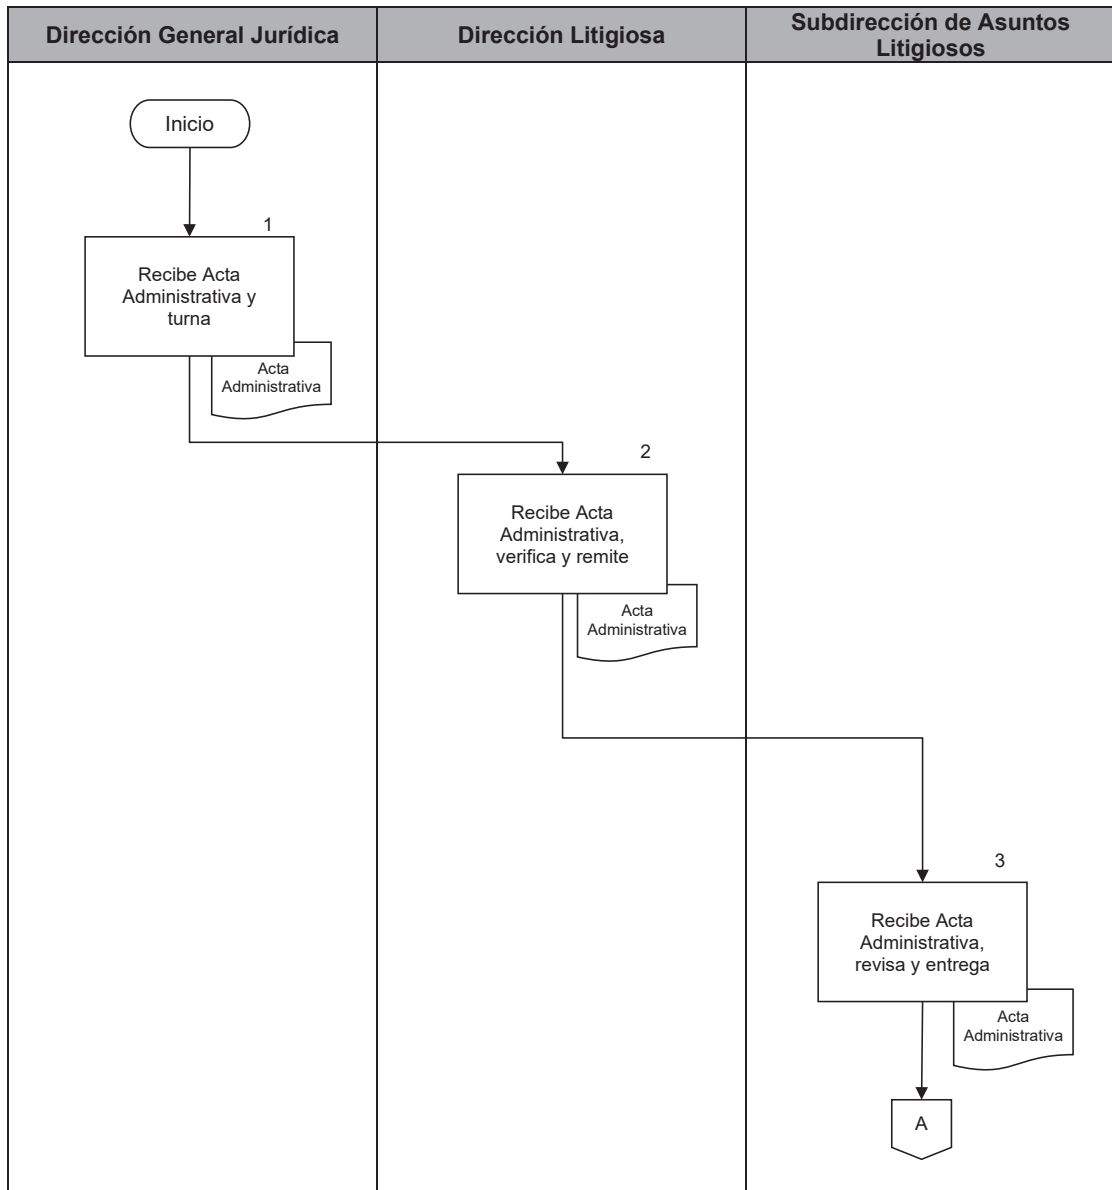 Dirección General Jurídica
Dirección Litigiosa
Subdirección de Asuntos
Litigiosos
Inicio
1
Recibe Acta
Administrativa y
turna
Acta
Administrativa
2
Recibe Acta
Administrativa,
verifica y remite
Acta
Administrativa
3
Recibe Acta
Administrativa,
revisa y entrega
Acta
Administrativa
A